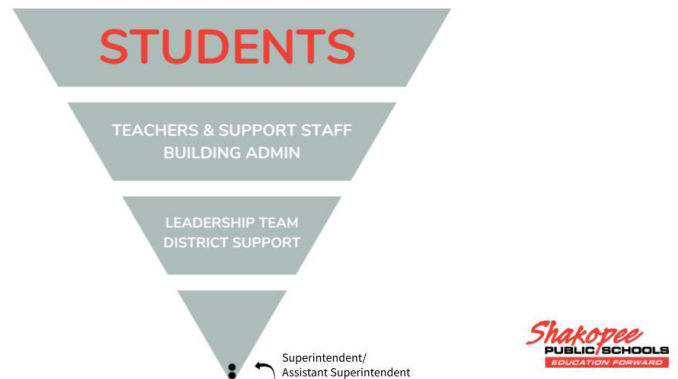 STUDENTS
TEACHERS & SUPPORT STAFF
BUILDING ADMIN
LEADERSHIP TEAM
DISTRICT SUPPORT
Superintendent/
Assistant Superintendent
Shakopee
PUBLIC SCHOOLS
EDUCATION FORWARD